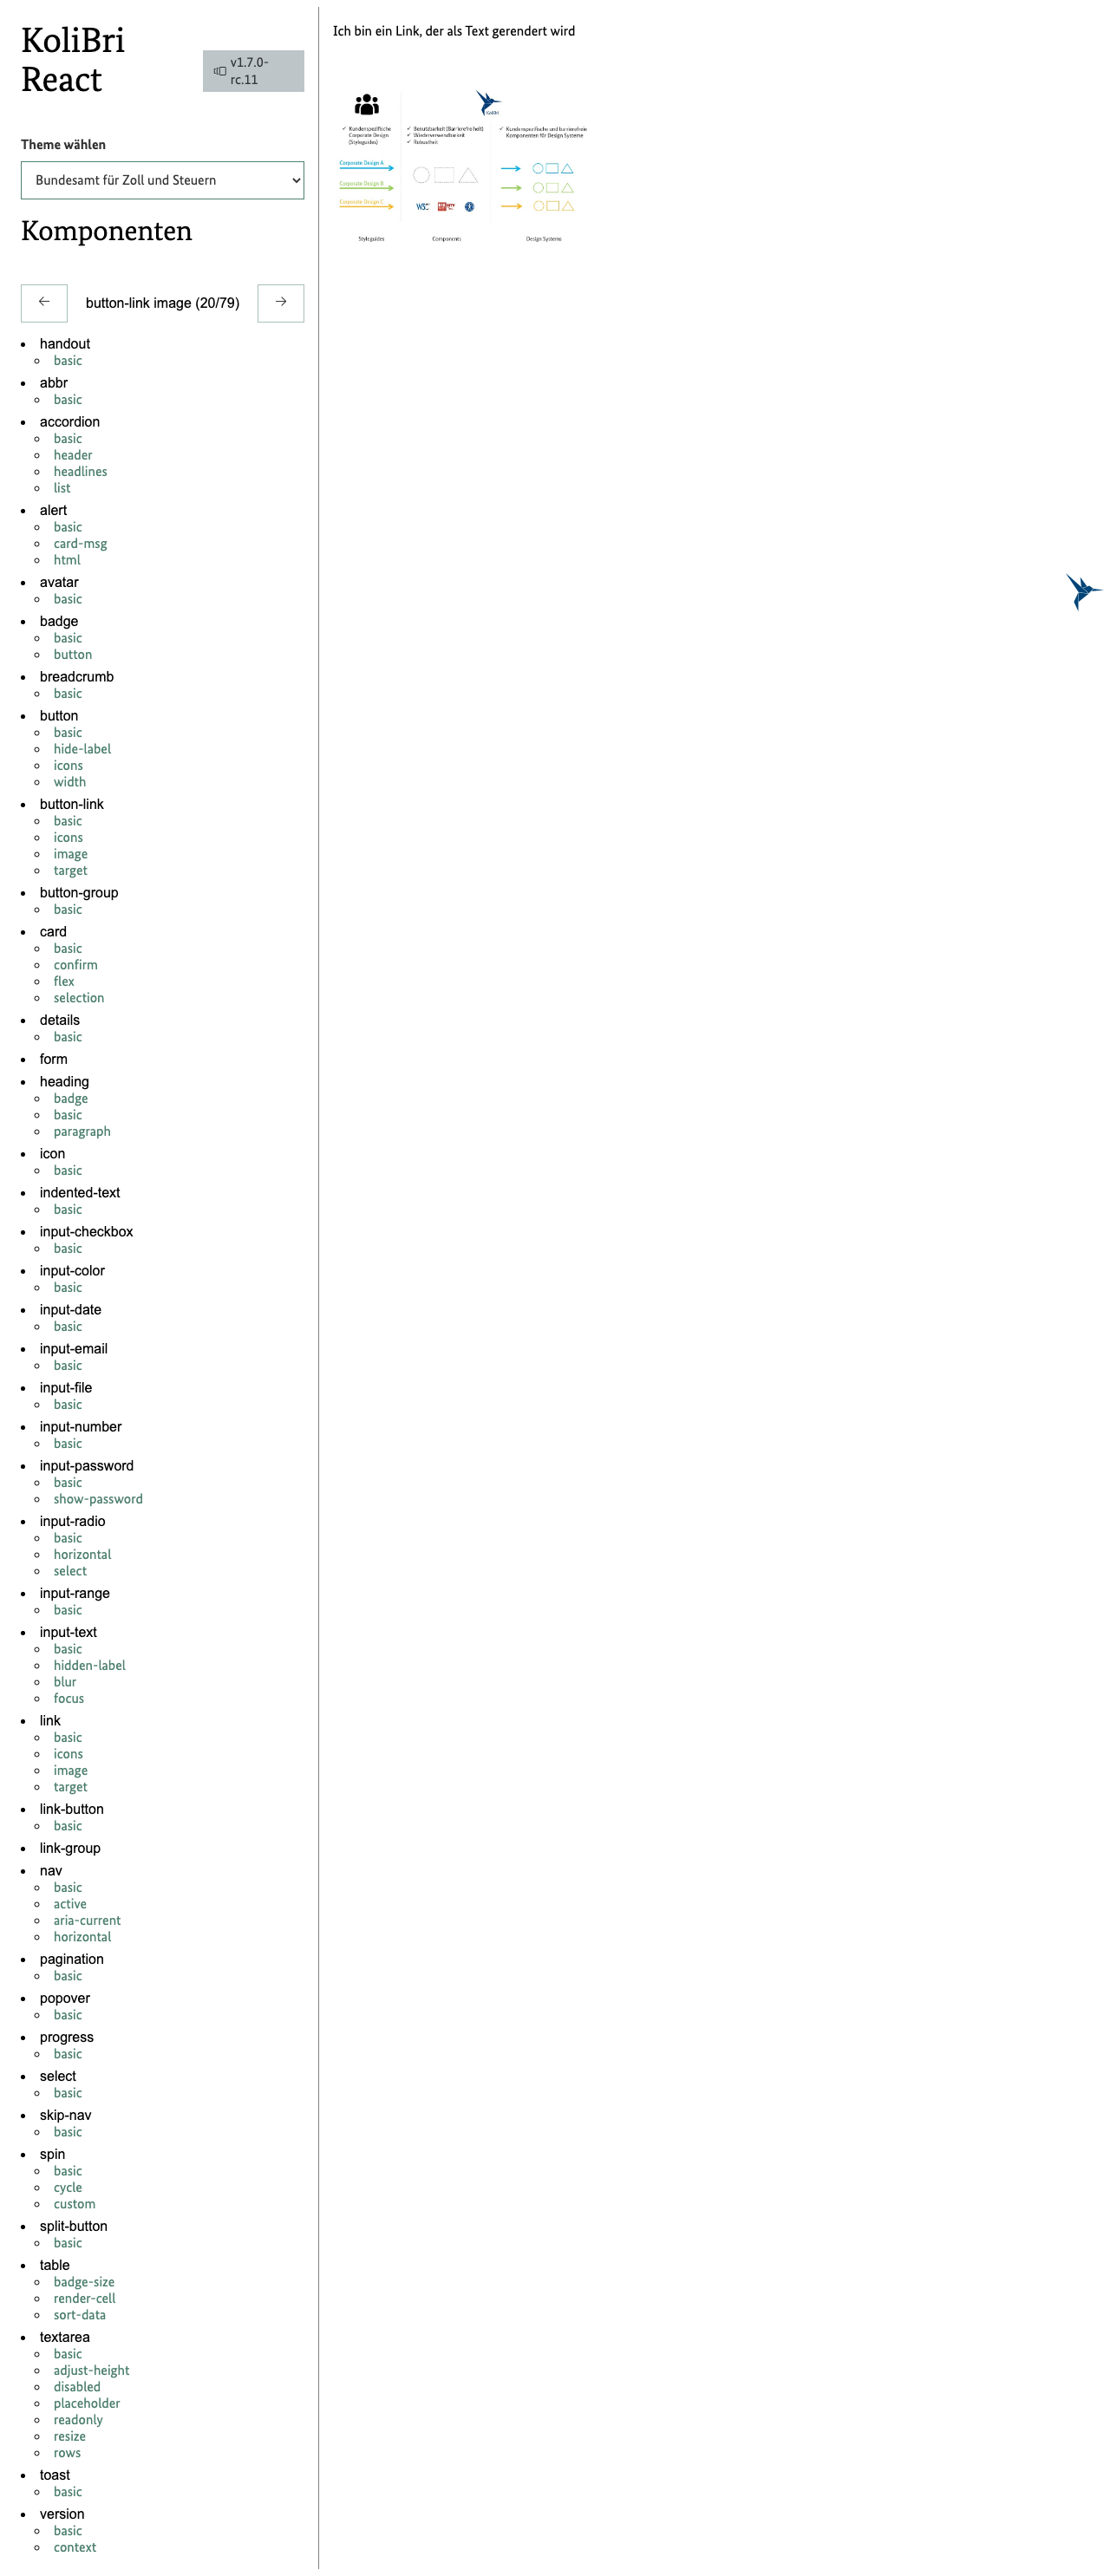 KoliBri
React
v1.7.0-
rc.11
Theme wählen
Bundesamt für Zoll und Steuern
Komponenten
button-link image (20/79)
handout
basic
abbr
basic
accordion
basic
header
headlines
list
alert
basic
card-msg
html
avatar
basic
badge
basic
button
breadcrumb
basic
button
basic
hide-label
icons
width
button-link
basic
icons
image
target
button-group
basic
card
basic
confirm
flex
selection
details
basic
form
heading
badge
basic
paragraph
icon
basic
indented-text
basic
input-checkbox
basic
input-color
basic
input-date
basic
input-email
basic
input-file
basic
input-number
basic
input-password
basic
show-password
input-radio
basic
horizontal
select
input-range
basic
input-text
basic
hidden-label
blur
focus
link
basic
icons
image
target
link-button
basic
link-group
nav
basic
active
aria-current
horizontal
pagination
basic
popover
basic
progress
basic
select
basic
skip-nav
basic
spin
basic
cycle
custom
split-button
basic
table
badge-size
render-cell
sort-data
textarea
basic
adjust-height
disabled
placeholder
readonly
resize
rows
toast
basic
version
basic
context
Ich bin ein Link, der als Text gerendert wird
KoliBri
Kundenspezifische
Corporate Design
(Styleguides)
Benutzbarkeit (Barrierefreiheit)
Wiederverwendbarkeit
Robustheit
Kundenspezifische und barrierefreie
Komponenten für Design Systeme
Corporate Design A
Corporate Design B
Corporate Design C
W3C
Styleguides
Components
Design Systems